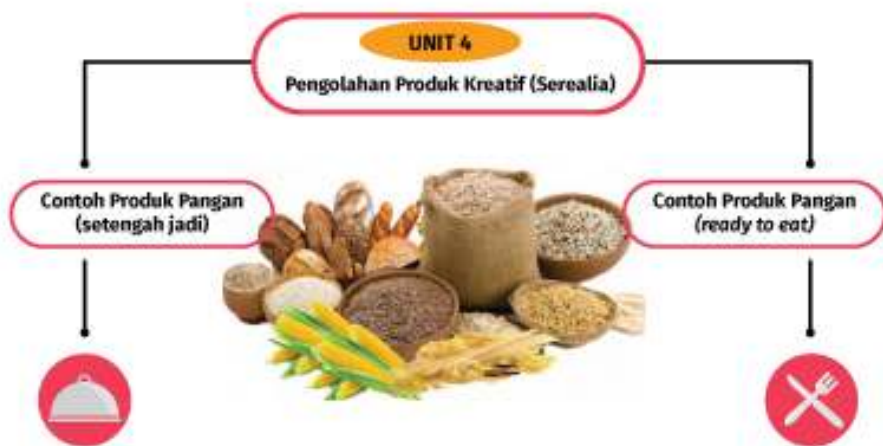 UNIT 4
Pengolahan Produk Kreatif (Serealia)
Contoh Produk Pangan
(setengah jadi)
Contoh Produk Pangan
(ready to eat)